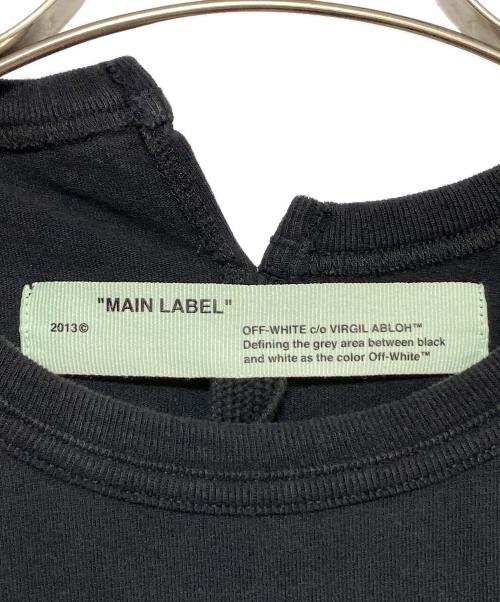 "MAIN LABEL"
2013©
OFF-WHITE c/o VIRGIL ABLOH™
Defining the grey area between black
and white as the color Off-White™